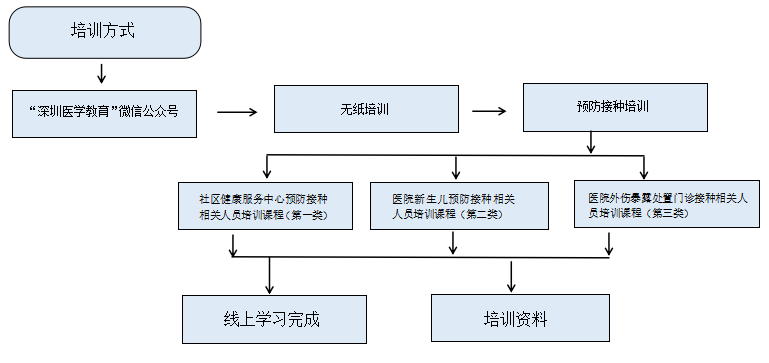 培训方式
“深圳医学教育”微信公众号
无纸培训
预防接种培训
社区健康服务中心预防接种
相关人员培训课程（第一类）
医院新生儿预防接种相关
人员培训课程（第二类）
医院外伤暴露处置门诊接种相关人
员培训课程（第三类）
线上学习完成
培训资料